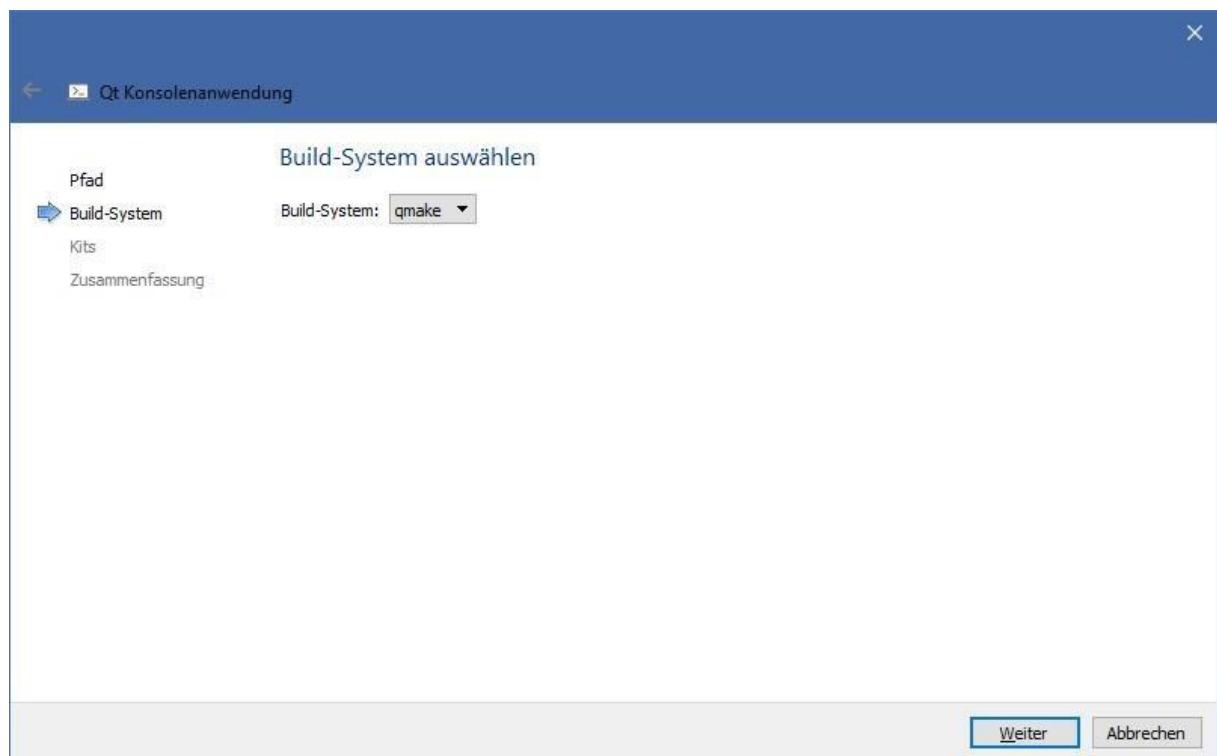 Qt Konsolenanwendung
Build-System auswählen
Pfad
Build-System
Build-System: qmake
Kits
Zusammenfassung
Weiter
Abbrechen